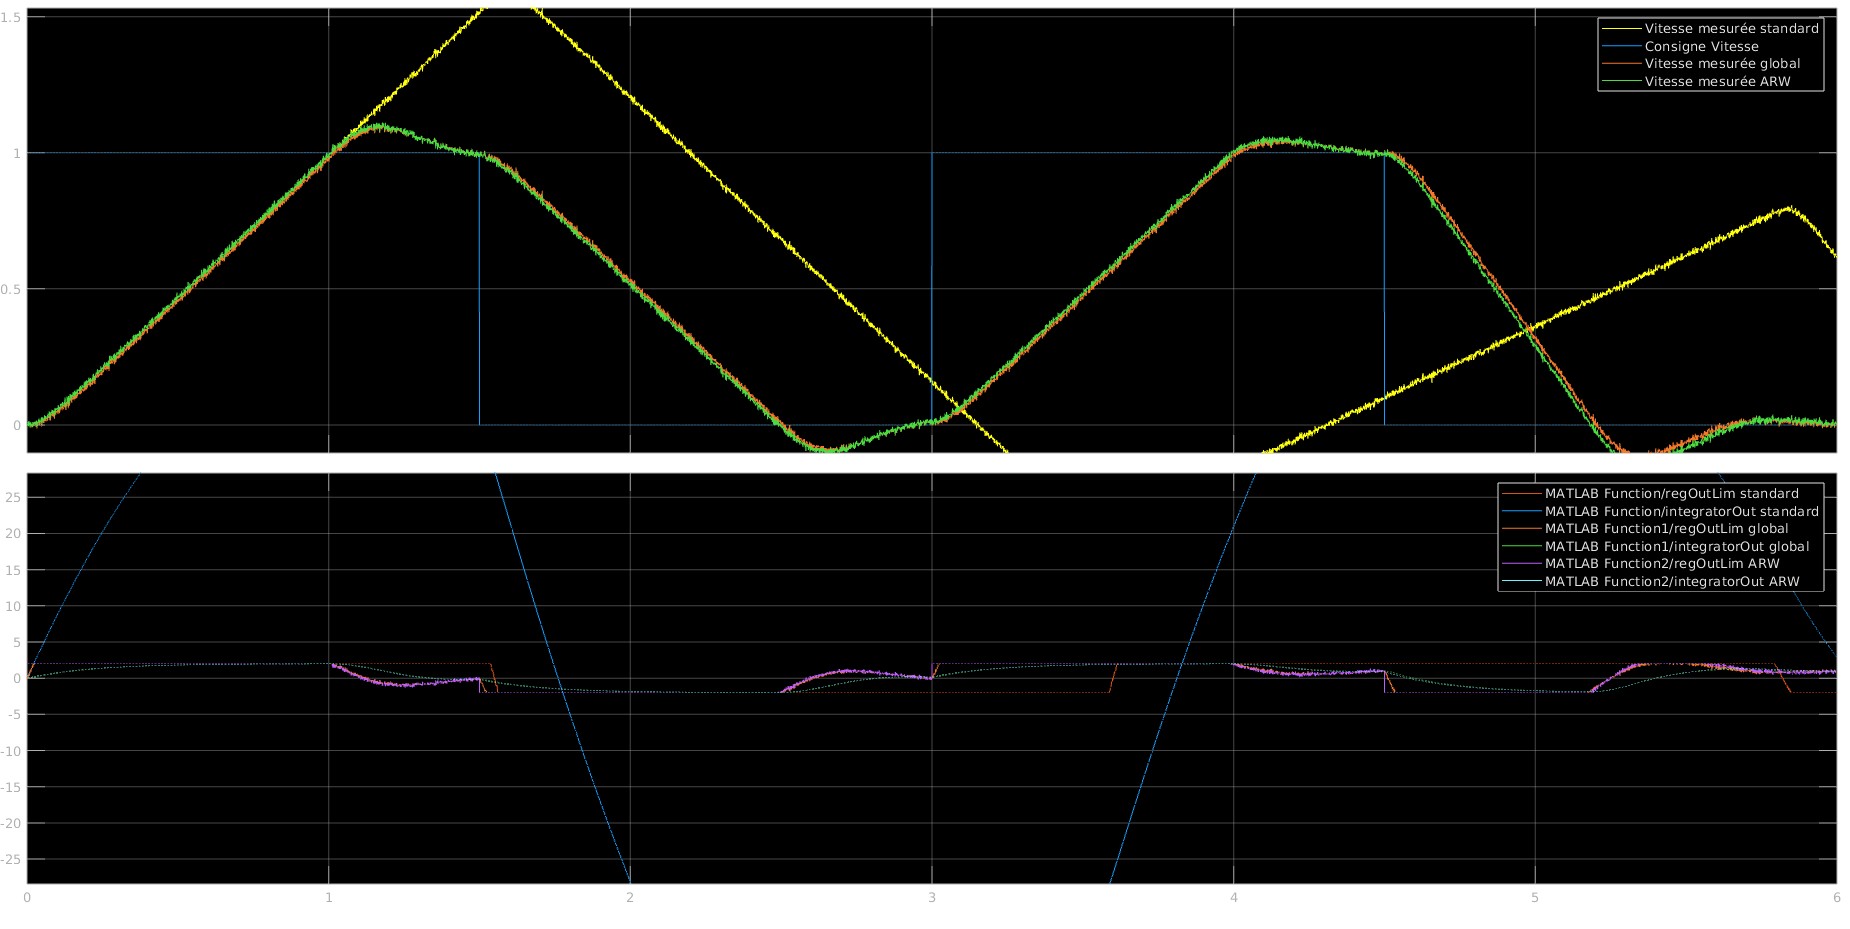 1.5
1
0.5
0
Vitesse mesurée standard
Consigne Vitesse
Vitesse mesurée global
Vitesse mesurée ARW
25
20
15
10
5
0
-5
-10
-15
-20
-25
MATLAB Function/regOutLim standard
MATLAB Function/integratorOut standard
MATLAB Function1/regOutLim global
MATLAB Function1/integratorOut global
MATLAB Function2/regOutLim ARW
MATLAB Function2/integratorOut ARW
0 1 2 3 4 5 6